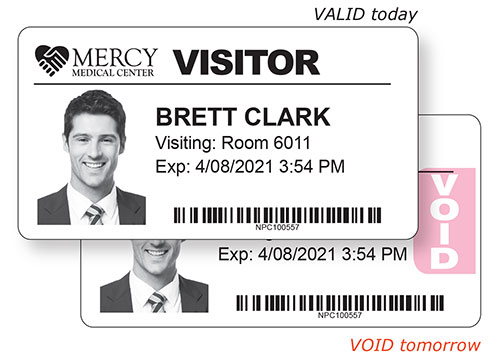 VALID today
MERCY
MEDICAL CENTER
VISITOR
BRETT CLARK
Visiting: Room 6011
Exp: 4/08/2021 3:54 PM
NPC100557
VOID
Exp: 4/08/2021 3:54 PM
NPC100557
VOID tomorrow